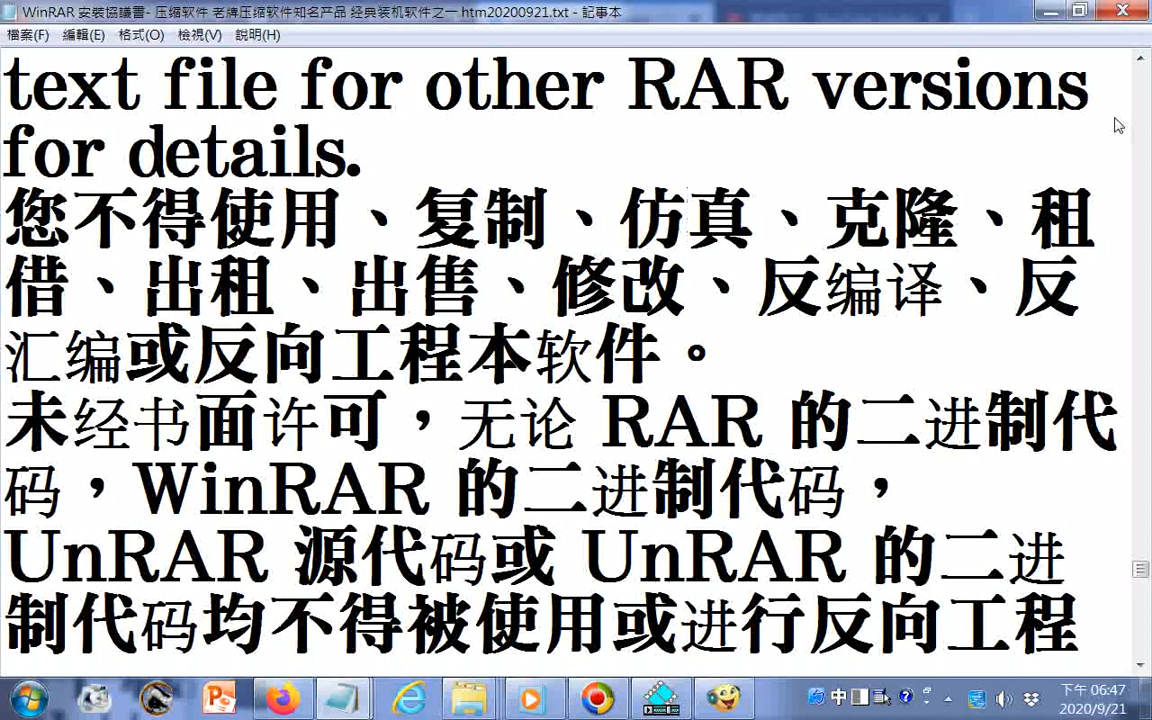 WinRAR 安裝協議書- 压缩软件 老牌压缩软件知名产品 经典装机软件之一.htm20200921.txt - 記事本
檔案(F) 編輯(E) 格式(O) 檢視(V) 說明(H)
text file for other RAR versions
for details.
您不得使用、复制、仿真、克隆、租
借、出租、出售、修改、反编译、反
汇编或反向工程本软件。
未经书面许可，无论 RAR 的二进制代
码，WinRAR 的二进制代码，
UnRAR 源代码或 UnRAR 的二进
制代码均不得被使用或进行反向工程
中
下午 06:47
2020/9/21